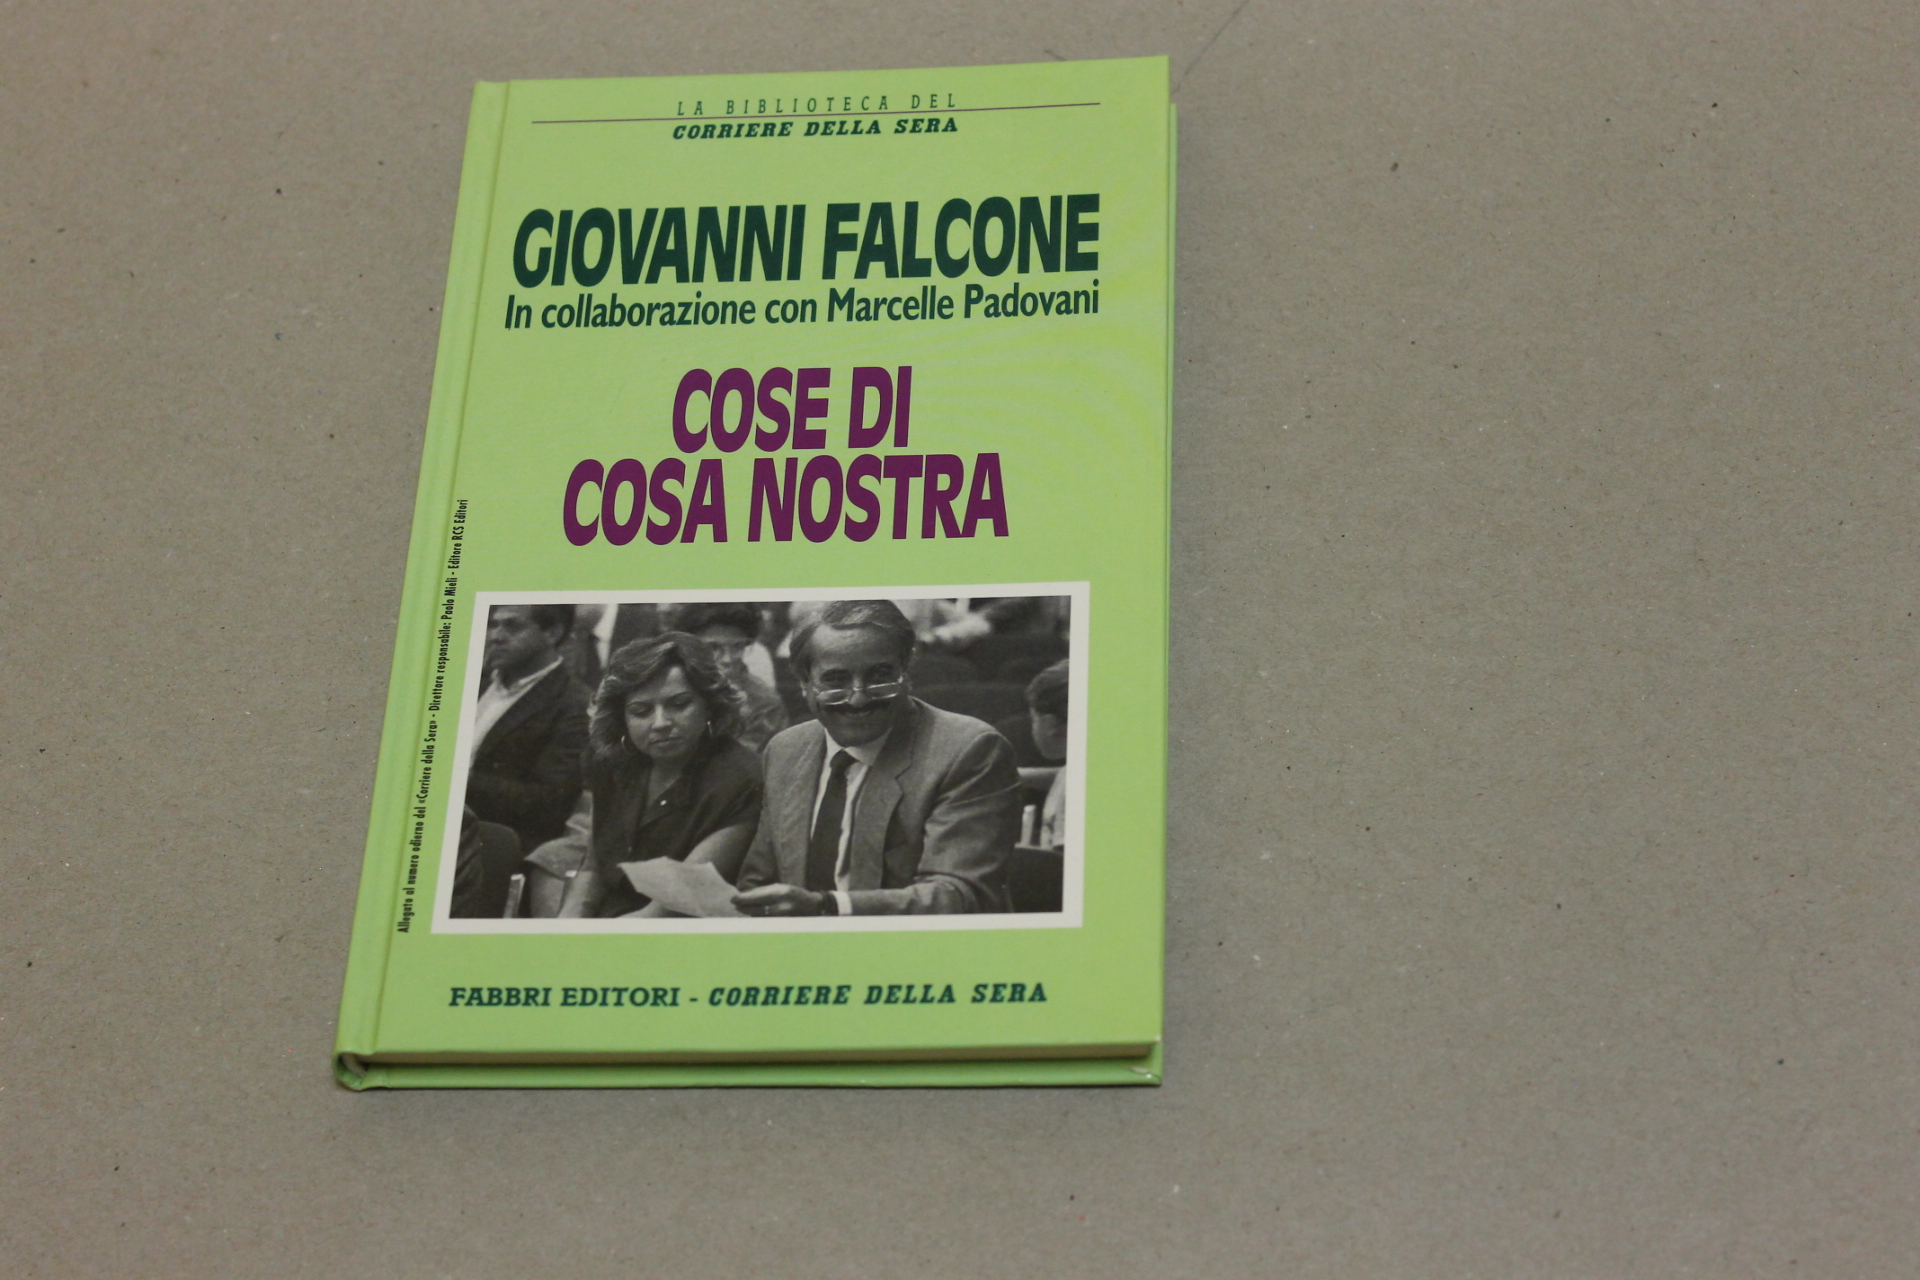 LA BIBLIOTECA DEL
CORRIERE DELLA SERA
GIOVANNI FALCONE
In collaborazione con Marcelle Padovani
COSE DI
COSA NOSTRA
Allegato al numero odierno del «Corriere della Sera» - Direttore responsabile: Paolo Mieli - Editore RCS Editori
FABBRI EDITORI - CORRIERE DELLA SERA